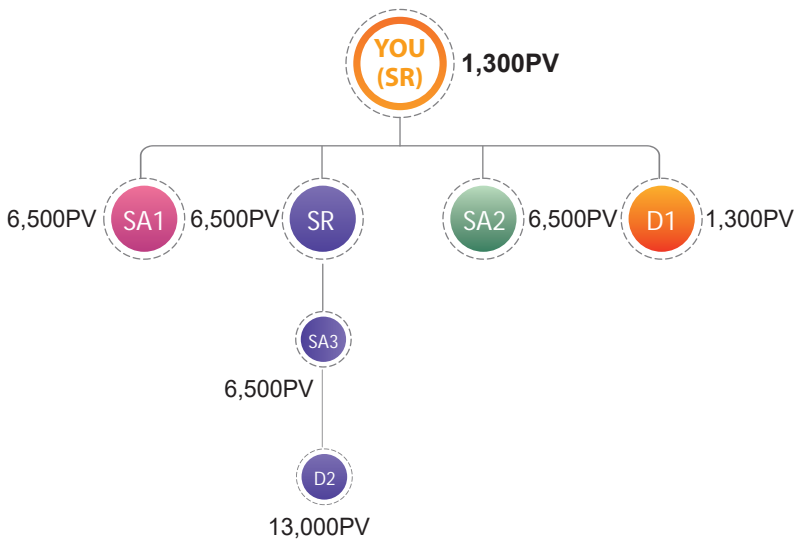 YOU
(SR)
1,300PV
6,500PV
SA1
6,500PV
SR
SA2
6,500PV
D1
1,300PV
SA3
6,500PV
D2
13,000PV